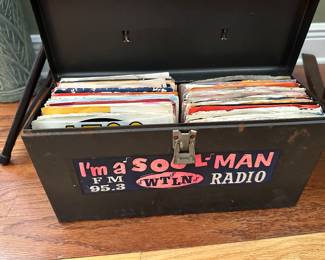 I'm a SOUL-MAN
FM WTLN RADIO
95.3